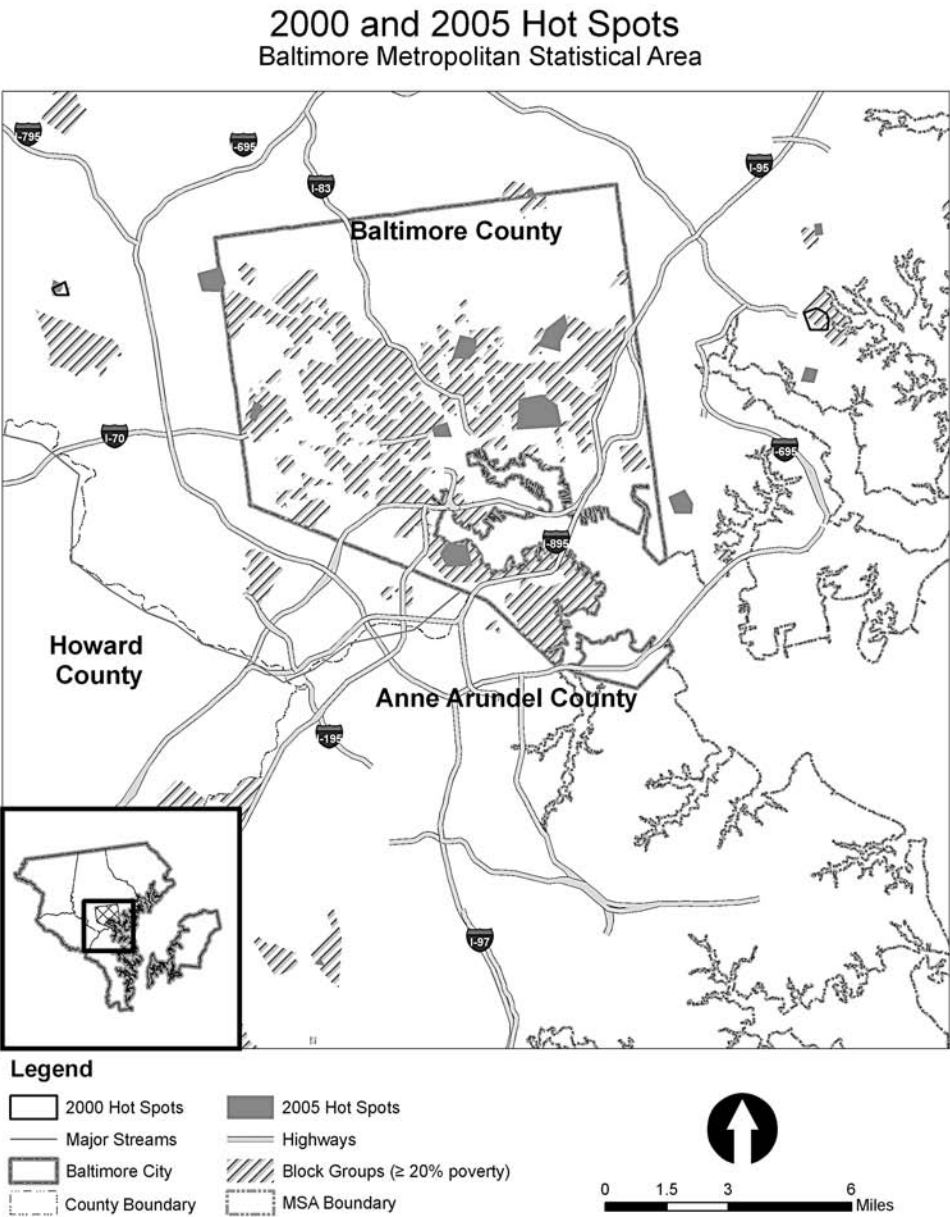 2000 and 2005 Hot Spots
Baltimore Metropolitan Statistical Area
I-795
I-695
I-83
I-95
Baltimore County
I-70
I-695
I-895
Howard
County
Anne Arundel County
I-195
I-97
Legend
2000 Hot Spots
2005 Hot Spots
Major Streams
Highways
Baltimore City
Block Groups (≥ 20% poverty)
County Boundary
MSA Boundary
0 1.5 3 6
Miles